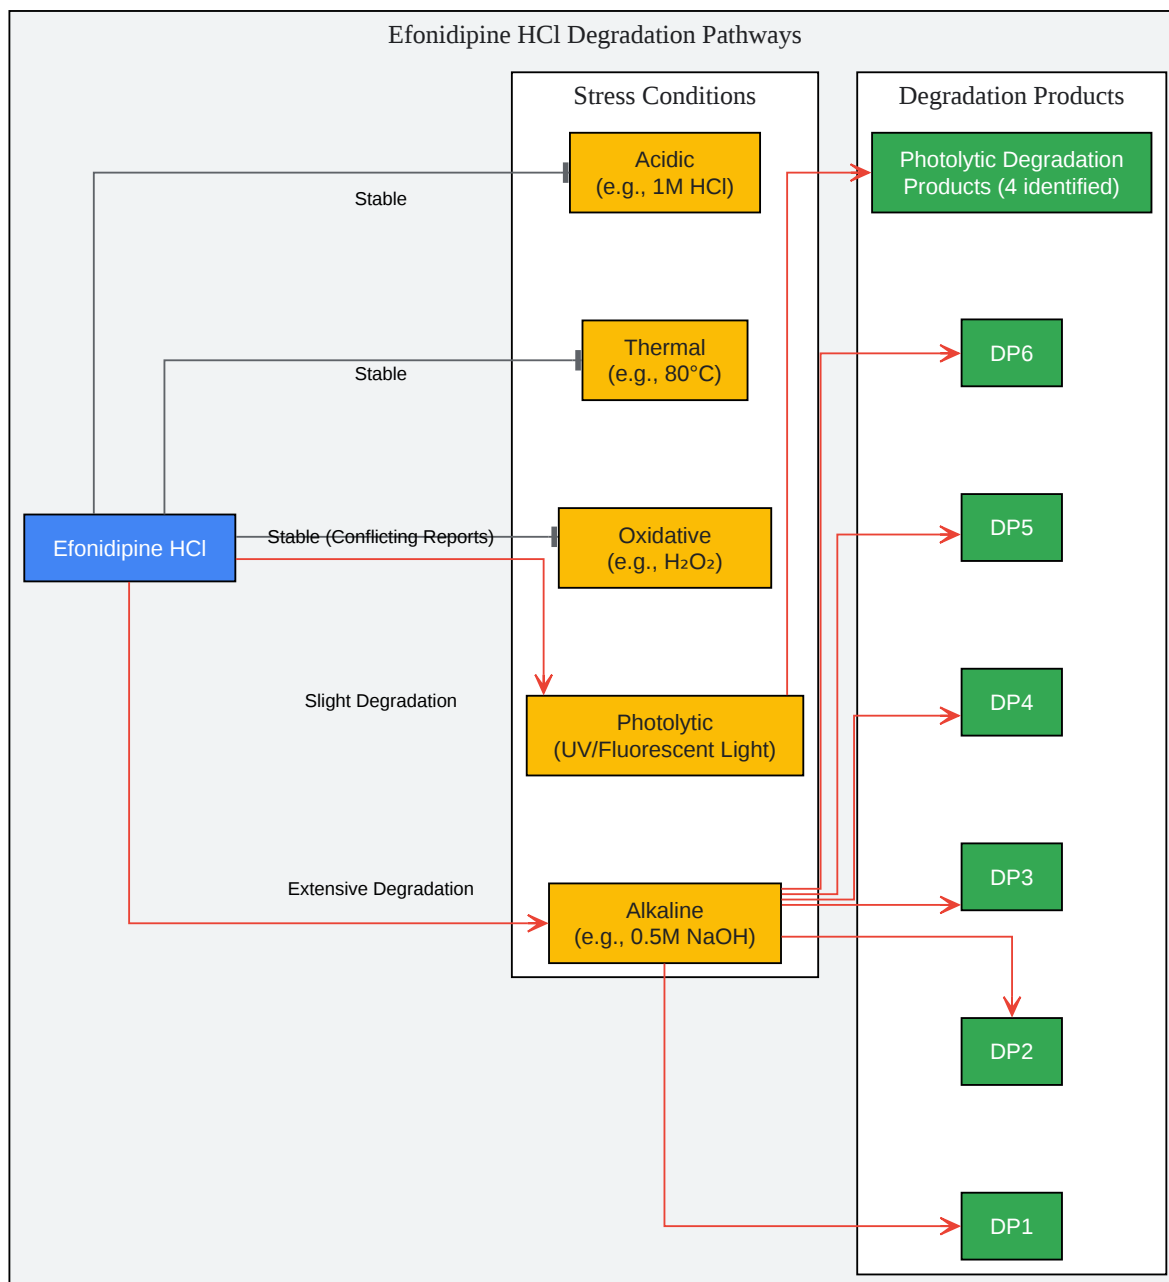 Efonidipine HCl Degradation Pathways
Stress Conditions
Degradation Products
Acidic
(e.g., 1M HCl)
Photolytic Degradation
Products (4 identified)
Stable
Thermal
(e.g., 80°C)
DP6
Stable
Efonidipine HCl
Stable (Conflicting Reports)
Oxidative
(e.g., H₂O₂)
DP5
Slight Degradation
Photolytic
(UV/Fluorescent Light)
DP4
Extensive Degradation
Alkaline
(e.g., 0.5M NaOH)
DP3
DP2
DP1